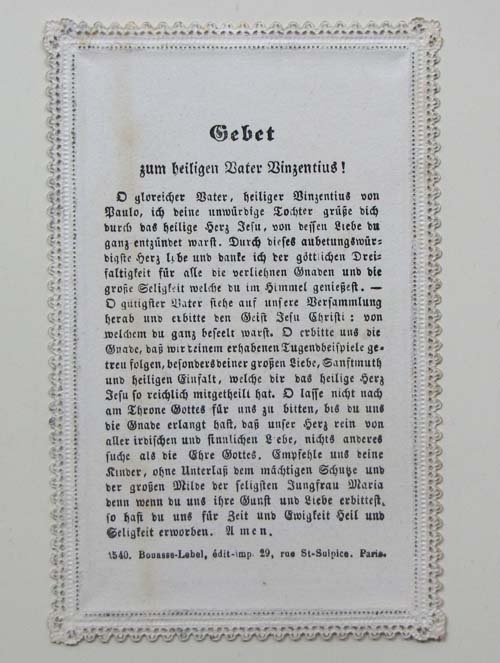 Gebet
zum heiligen Vater Vinzentius!
O gloreicher Vater, heiliger Vinzentius von
Paulo, ich deine unwürdige Tochter grüße dich
durch das heilige Herz Jesu, von dessen Liebe du
ganz entzündet warst. Durch dieses anbetungswür-
digste Herz lobe und danke ich der göttlichen Drei-
faltigkeit für alle die verliehnen Gnaden und die
große Seligkeit welche du im Himmel genießest. —
O gütigster Vater siehe auf unsere Versammlung
herab und erbitte den Geist Jesu Christi: von
welchem du ganz beseelt warst. O erbitte uns die
Gnade, daß wir deinem erhabenen Tugendbeispiele ge-
treu folgen, besonders deiner großen Liebe, Sanftmuth
und heiligen Einfalt, welche dir das heilige Herz
Jesu so reichlich mitgetheilt hat. O lasse nicht nach
am Throne Gottes für uns zu bitten, bis du uns
die Gnade erlangt hast, daß unser Herz rein von
aller irdischen und sinnlichen Liebe, nichts anderes
suche als die Ehre Gottes. Empfehle uns deine
Kinder, ohne Unterlaß dem mächtigen Schutze und
der großen Milde der seligsten Jungfrau Maria
denn wenn du uns ihre Gunst und Liebe erbittest,
so hast du uns für Zeit und Ewigkeit Heil und
Seligkeit erworben. Amen.
1540. Bouasse-Lebel, édit-imp. 29, rue St-Sulpice. Paris.